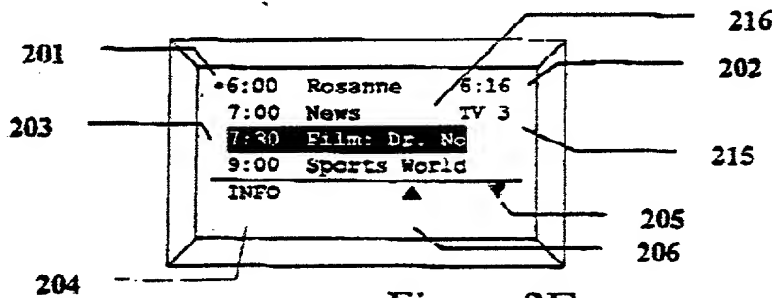 216
201
202
•6:00 Rosanne 6:16
7:00 News TV 3
203
7:30 Film: Dr. No
215
9:00 Sports World
INFO ▲ ▼
205
206
204